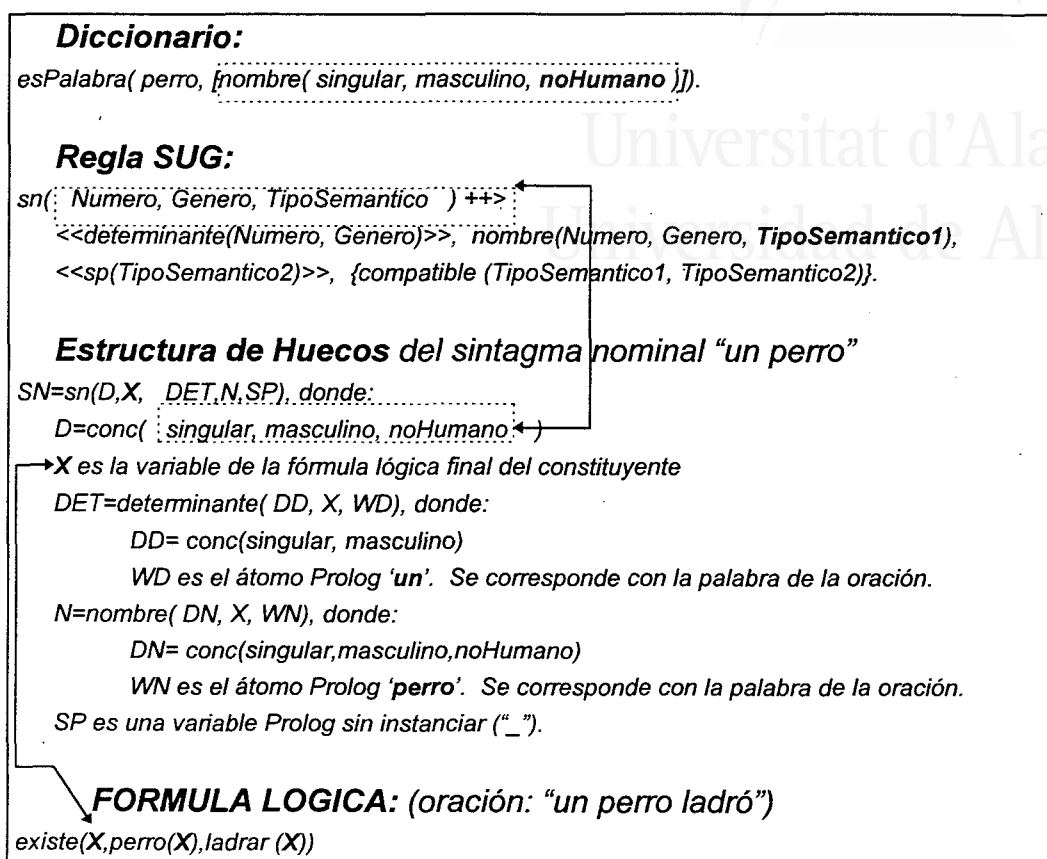 Diccionario:
esPalabra( perro, [nombre( singular, masculino, noHumano )]).
Universitat d'Ala
Regla SUG:
sn( Numero, Genero, TipoSemantico ) ++>
<<determinante(Numero, Genero)>>, nombre(Numero, Genero, TipoSemantico1),
Universidad de Al
<<sp(TipoSemantico2)>>, {compatible (TipoSemantico1, TipoSemantico2)}.
Estructura de Huecos del sintagma nominal “un perro”
SN=sn(D,X, DET,N,SP), donde:
D=conc( singular, masculino, noHumano )
X es la variable de la fórmula lógica final del constituyente
DET=determinante( DD, X, WD), donde:
DD= conc(singular, masculino)
WD es el átomo Prolog ‘un’. Se corresponde con la palabra de la oración.
N=nombre( DN, X, WN), donde:
DN= conc(singular,masculino,noHumano)
WN es el átomo Prolog ‘perro’. Se corresponde con la palabra de la oración.
SP es una variable Prolog sin instanciar (“_”).
FORMULA LOGICA: (oración: “un perro ladró”)
existe(X,perro(X),ladrar (X))